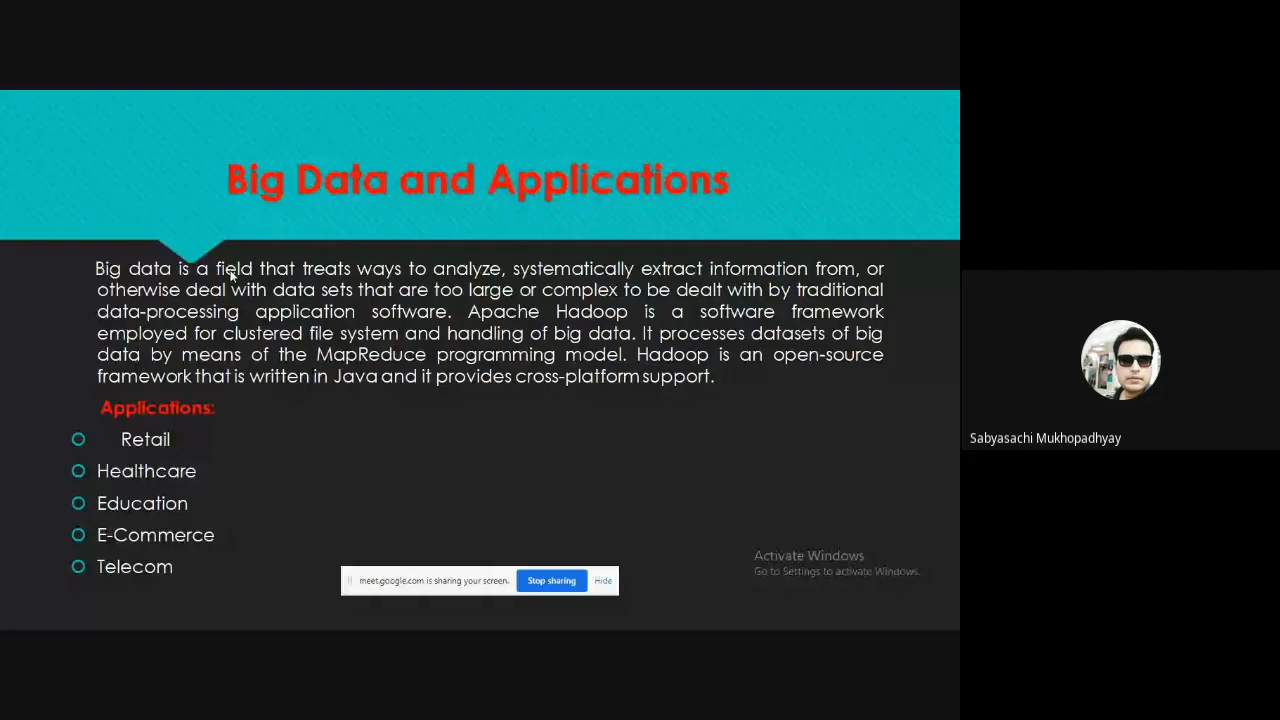 Big Data and Applications
Big data is a field that treats ways to analyze, systematically extract information from, or
otherwise deal with data sets that are too large or complex to be dealt with by traditional
data-processing application software. Apache Hadoop is a software framework
employed for clustered file system and handling of big data. It processes datasets of big
data by means of the MapReduce programming model. Hadoop is an open-source
framework that is written in Java and it provides cross-platform support.
Applications:
Retail
Healthcare
Education
E-Commerce
Telecom
meet.google.com is sharing your screen. Stop sharing Hide
Activate Windows
Go to Settings to activate Windows.
Sabyasachi Mukhopadhyay